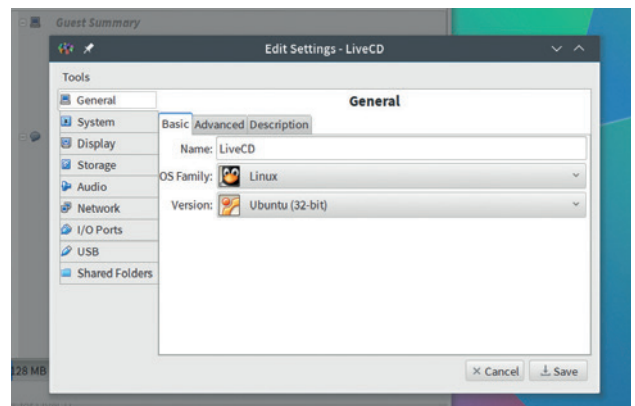 Guest Summary
Edit Settings - LiveCD
Tools
General
System
Display
Storage
Audio
Network
I/O Ports
USB
Shared Folders
General
Basic Advanced Description
Name: LiveCD
OS Family: Linux
Version: Ubuntu (32-bit)
128 MB
Cancel Save